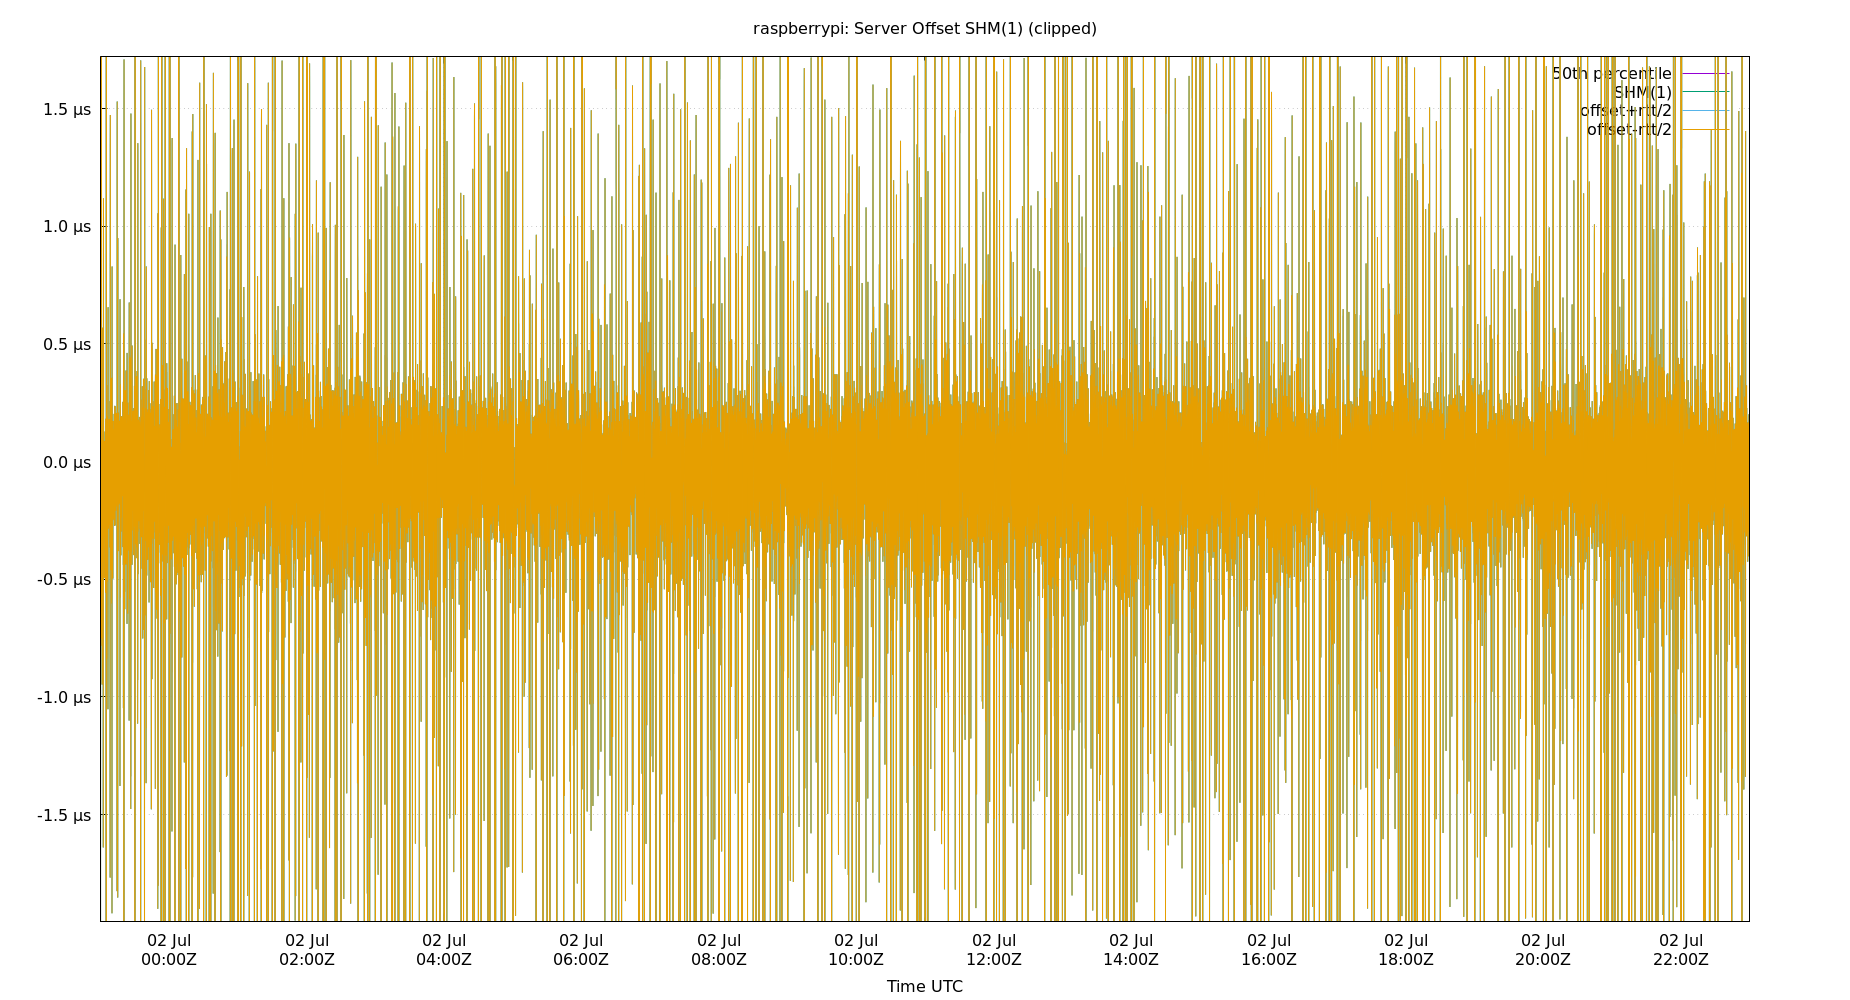 raspberrypi: Server Offset SHM(1) (clipped)
50th percentile
SHM(1)
offset+rtt/2
offset-rtt/2
1.5 µs
1.0 µs
0.5 µs
0.0 µs
-0.5 µs
-1.0 µs
-1.5 µs
02 Jul 02 Jul 02 Jul 02 Jul 02 Jul 02 Jul 02 Jul 02 Jul 02 Jul 02 Jul 02 Jul 02 Jul
00:00Z 02:00Z 04:00Z 06:00Z 08:00Z 10:00Z 12:00Z 14:00Z 16:00Z 18:00Z 20:00Z 22:00Z
Time UTC